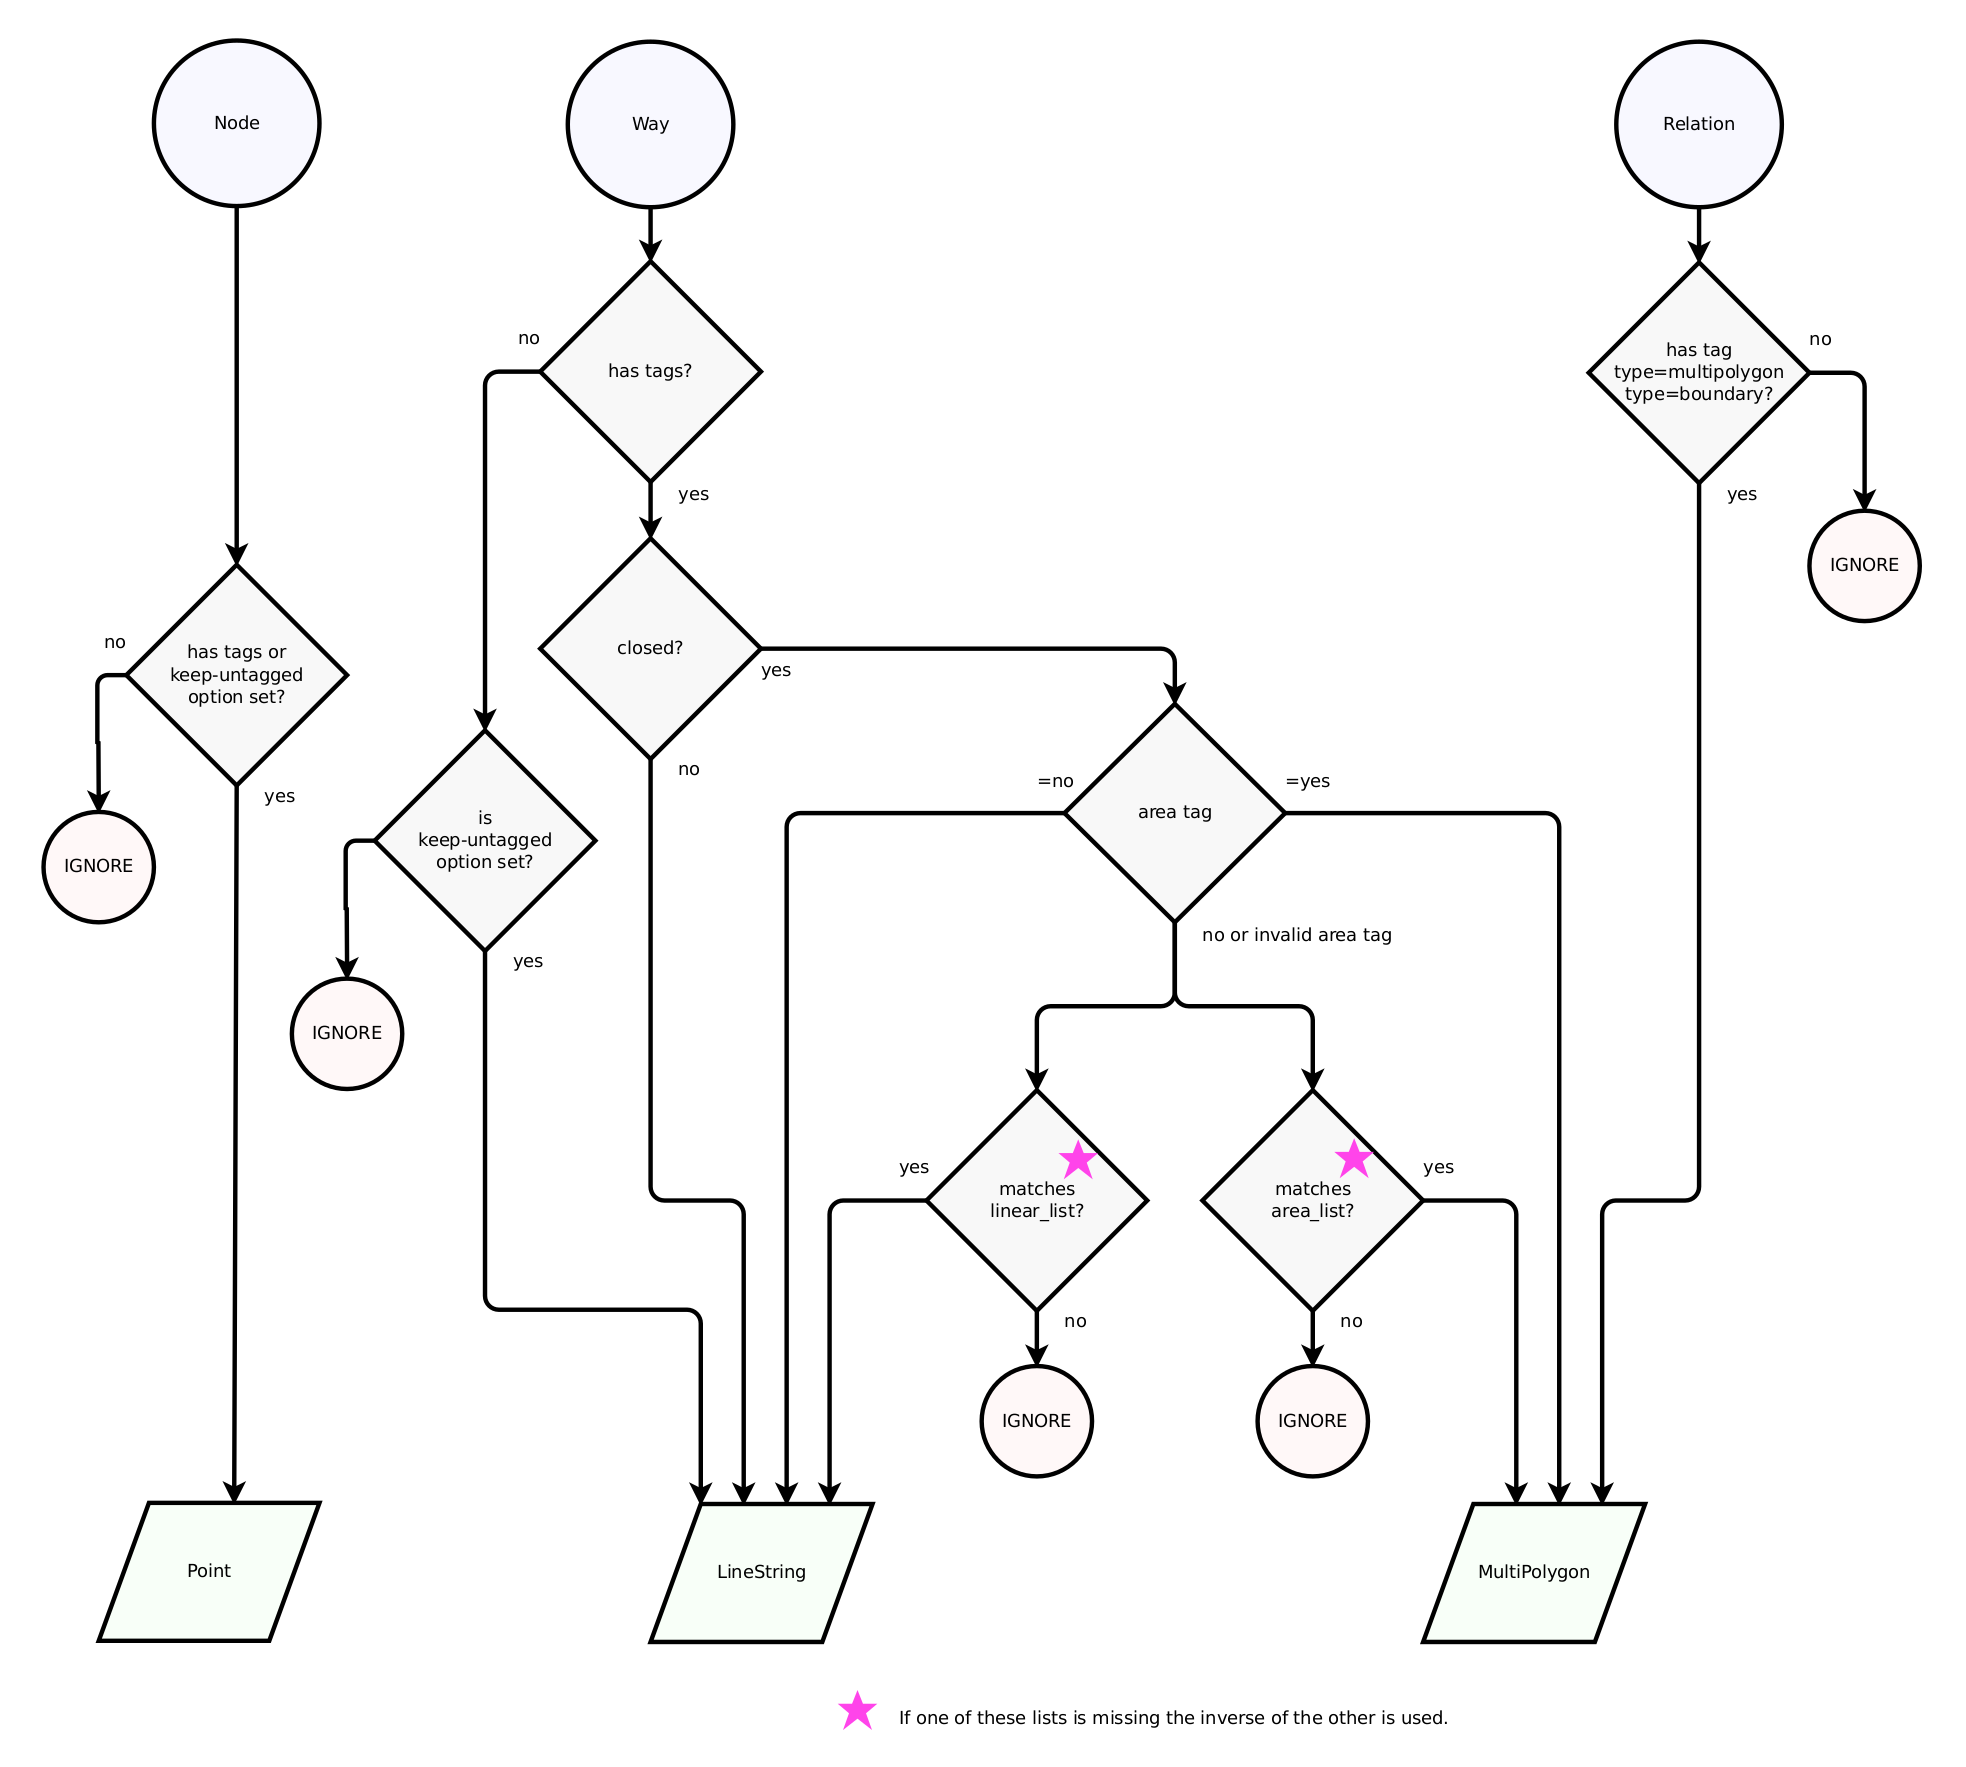 Node
Way
Relation
no
has tags?
yes
has tag
type=multipolygon
type=boundary?
no
yes
IGNORE
no
has tags or
keep-untagged
option set?
yes
IGNORE
closed?
yes
no
is
keep-untagged
option set?
yes
IGNORE
=no
area tag
=yes
no or invalid area tag
yes
matches
linear_list?
no
IGNORE
matches
area_list?
yes
no
IGNORE
Point
LineString
MultiPolygon
If one of these lists is missing the inverse of the other is used.